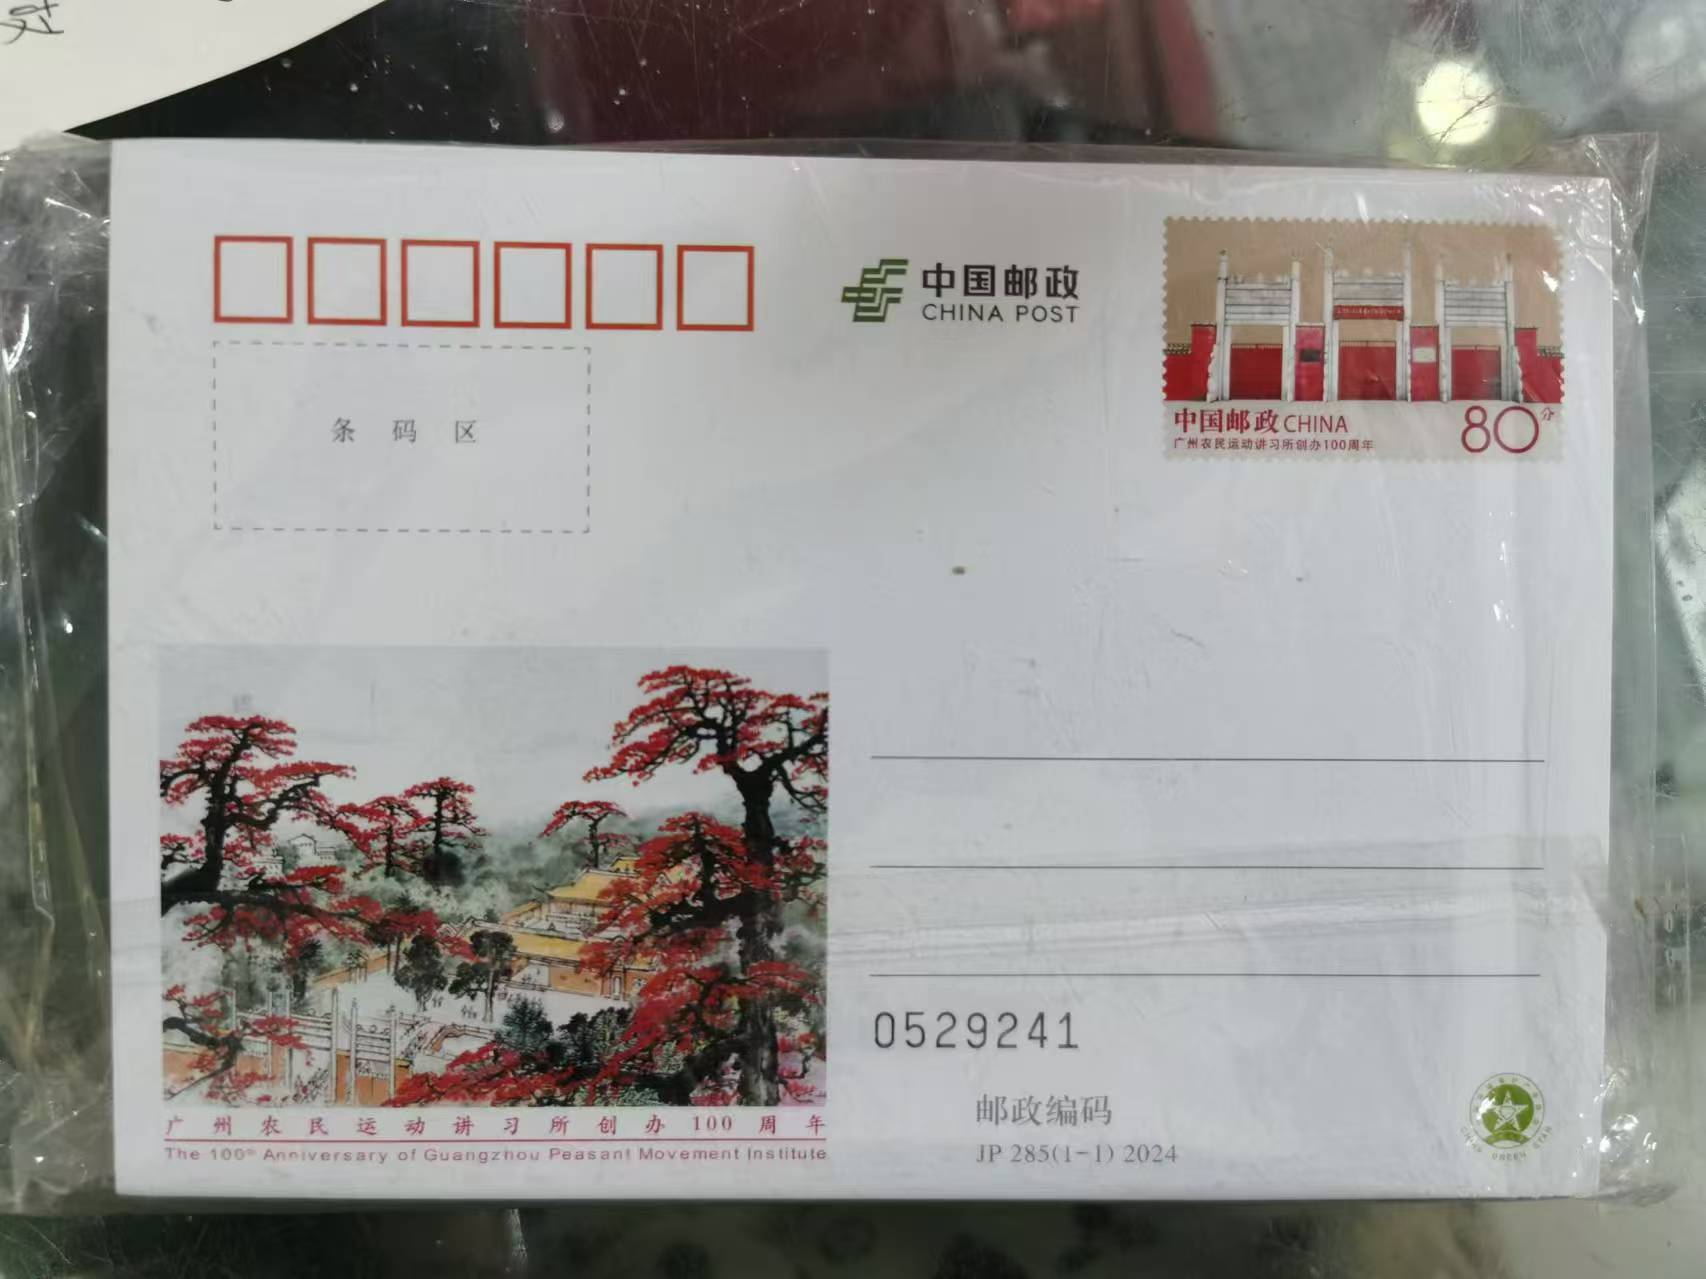 中国邮政
CHINA POST
中国邮政 CHINA
广州农民运动讲习所创办100周年
80分
条码区
广州农民运动讲习所创办100周年
The 100th Anniversary of Guangzhou Peasant Movement Institute
0529241
邮政编码
JP 285(1-1) 2024